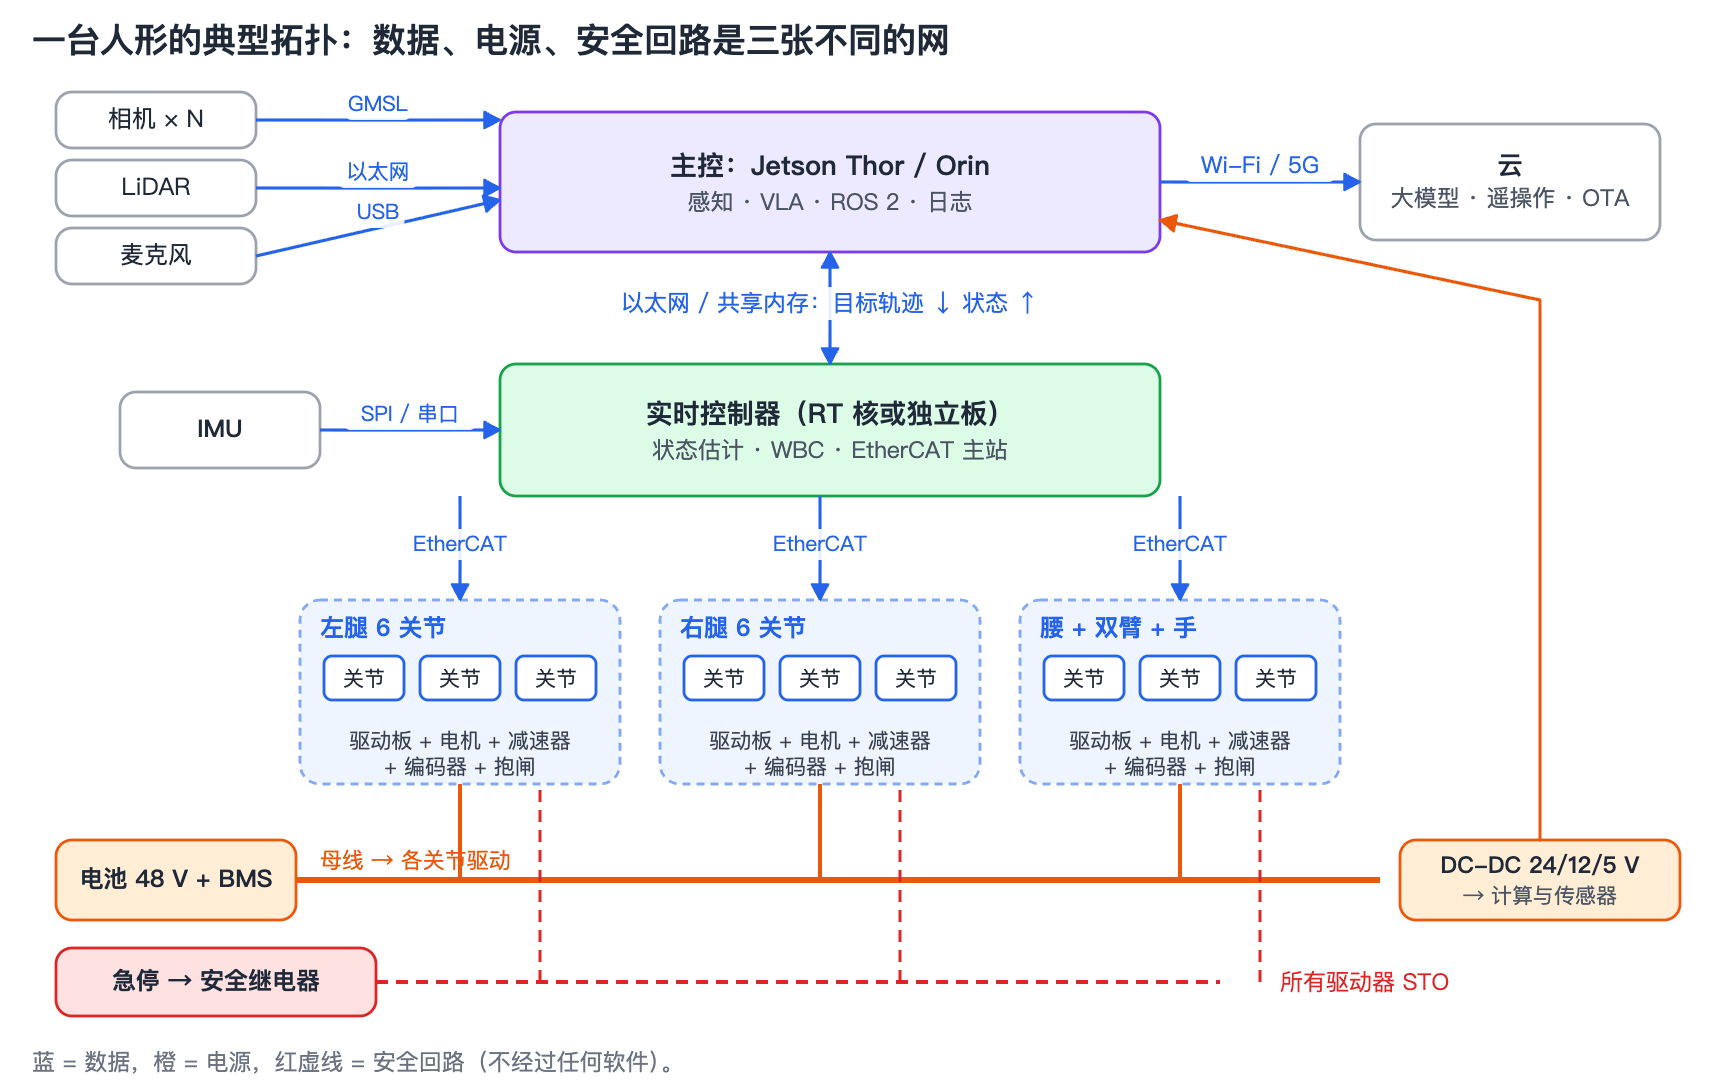 一台人形的典型拓扑：数据、电源、安全回路是三张不同的网
相机 × N
GMSL
LiDAR
以太网
USB
麦克风
主控：Jetson Thor / Orin
感知 · VLA · ROS 2 · 日志
Wi-Fi / 5G
云
大模型 · 遥操作 · OTA
以太网 / 共享内存：目标轨迹 ↓ 状态 ↑
IMU
SPI / 串口
实时控制器（RT 核或独立板）
状态估计 · WBC · EtherCAT 主站
EtherCAT
EtherCAT
EtherCAT
左腿 6 关节
关节
关节
关节
驱动板 + 电机 + 减速器
+ 编码器 + 抱闸
右腿 6 关节
关节
关节
关节
驱动板 + 电机 + 减速器
+ 编码器 + 抱闸
腰 + 双臂 + 手
关节
关节
关节
驱动板 + 电机 + 减速器
+ 编码器 + 抱闸
电池 48 V + BMS
母线 → 各关节驱动
DC-DC 24/12/5 V
→ 计算与传感器
急停 → 安全继电器
所有驱动器 STO
蓝 = 数据，橙 = 电源，红虚线 = 安全回路（不经过任何软件）。